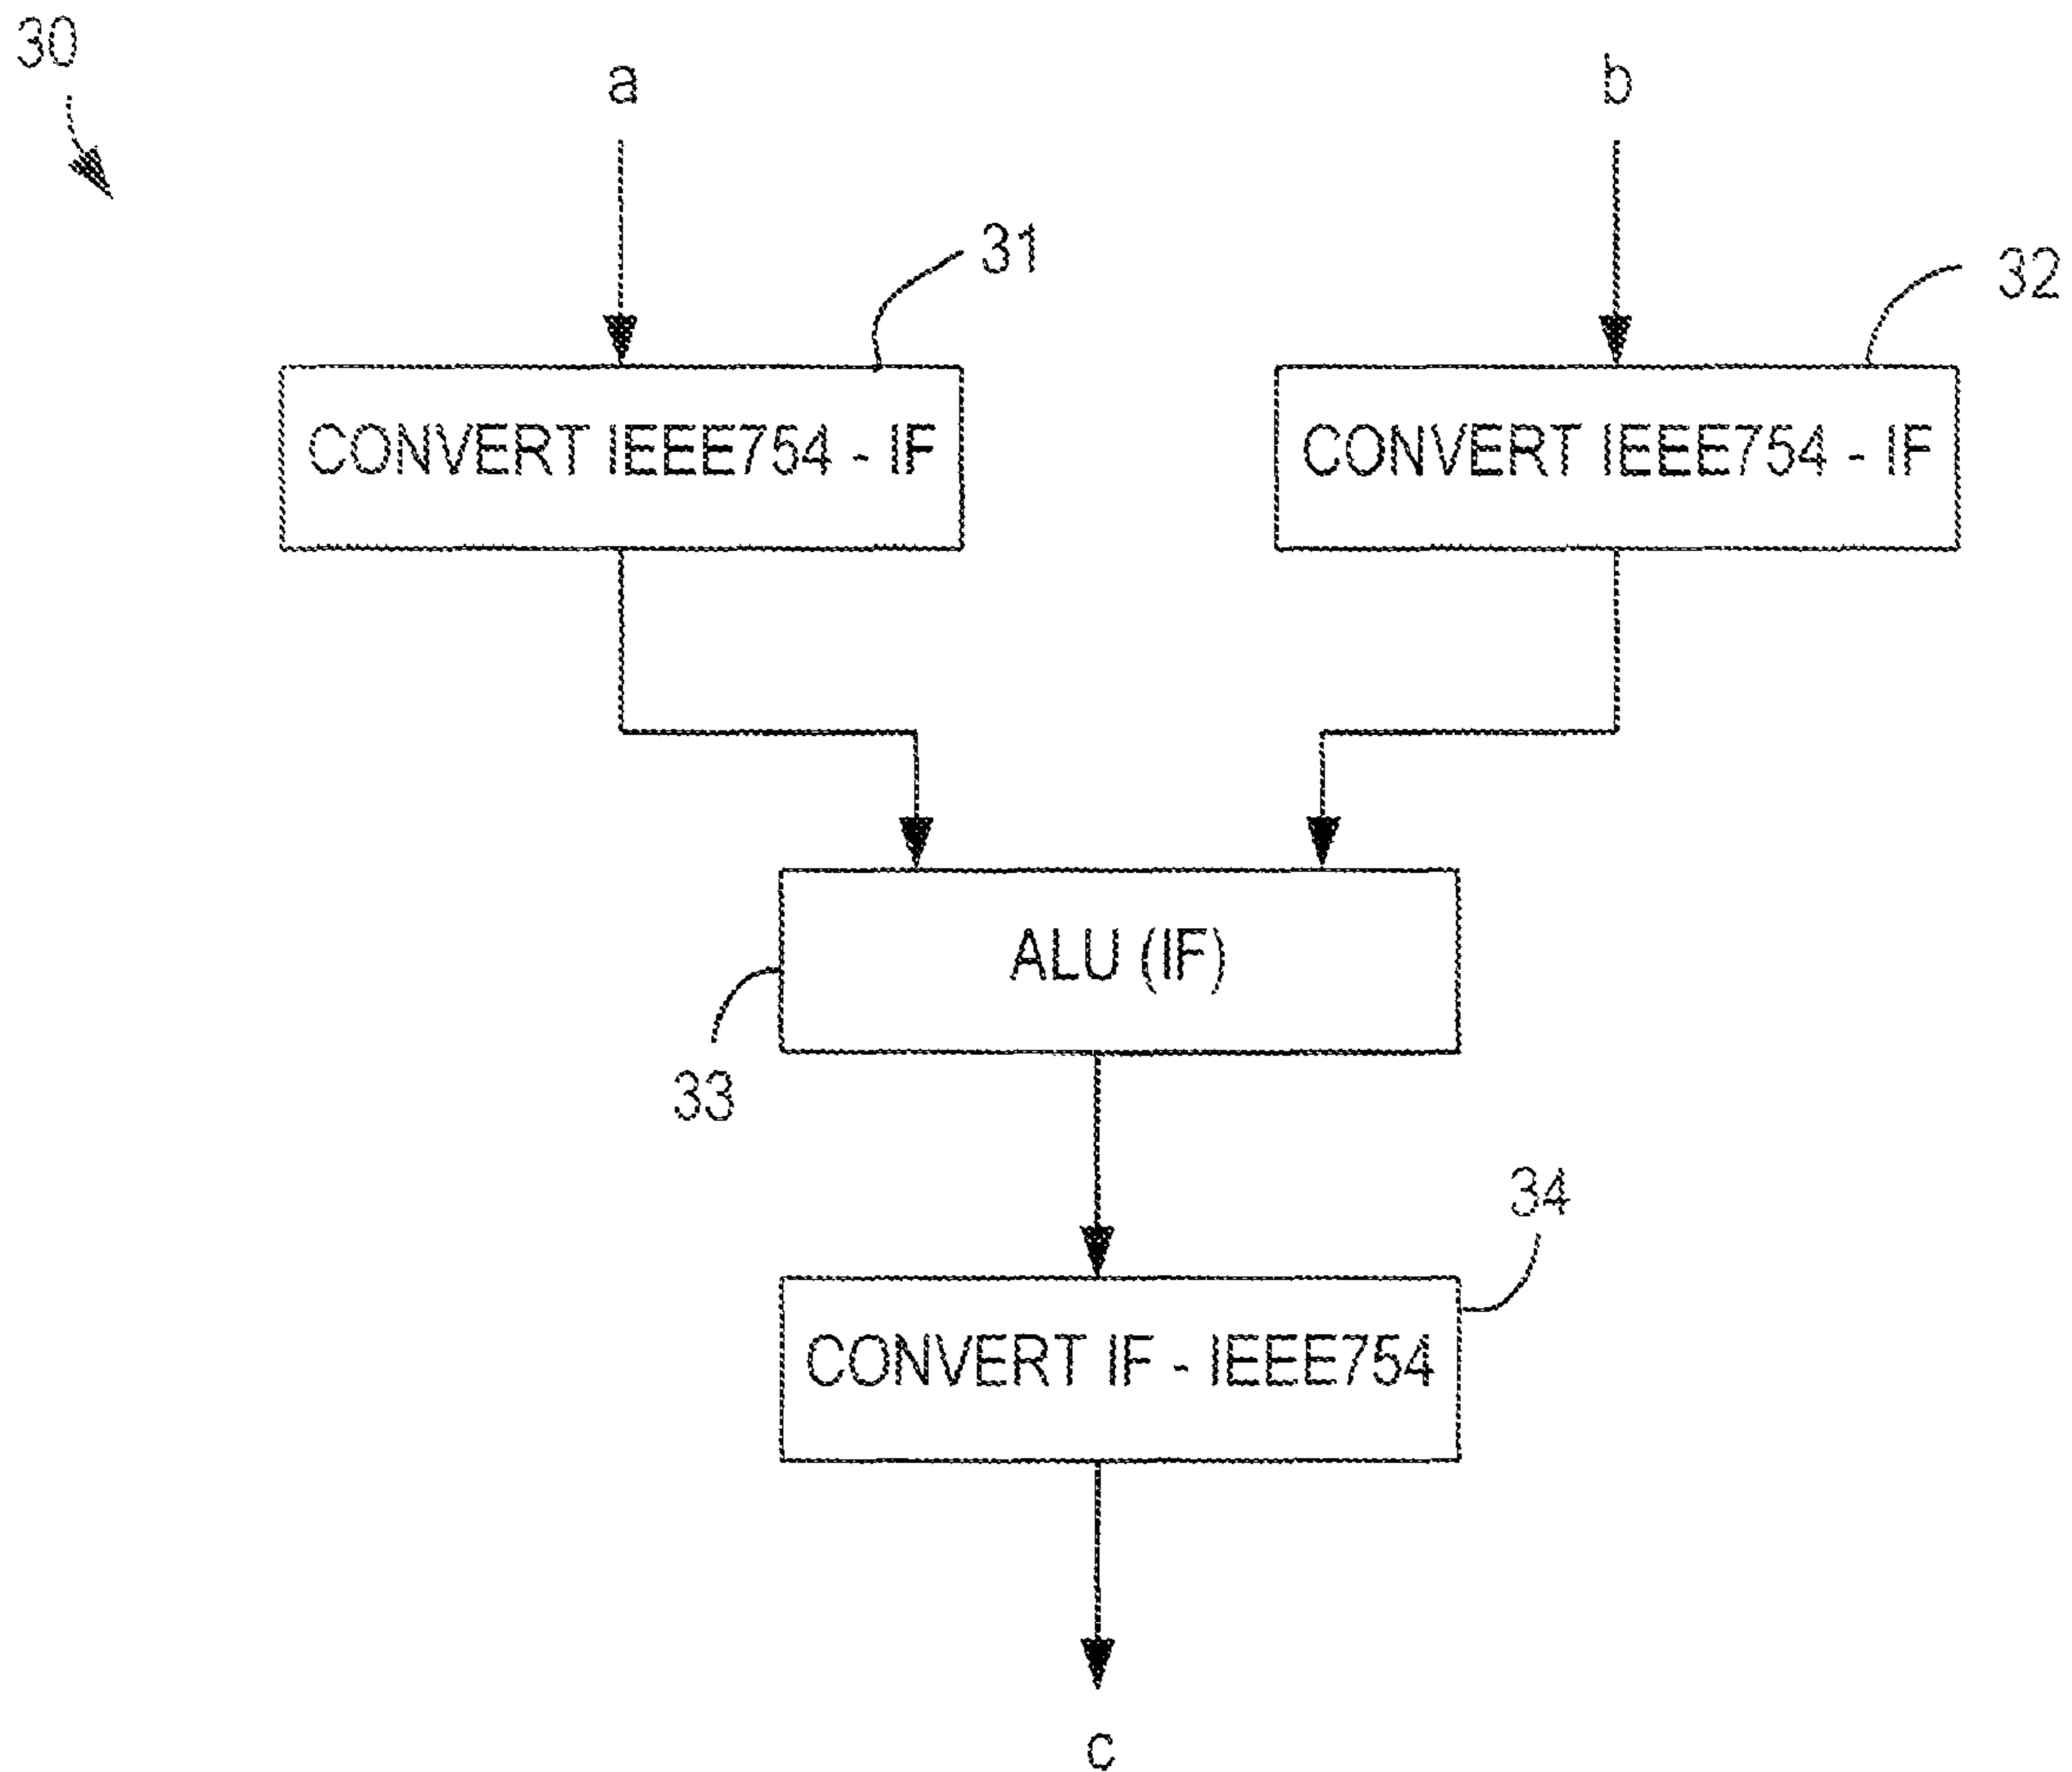 30
a
b
31
32
CONVERT IEEE754 - IF
CONVERT IEEE754 - IF
ALU (IF)
33
34
CONVERT IF - IEEE754
c